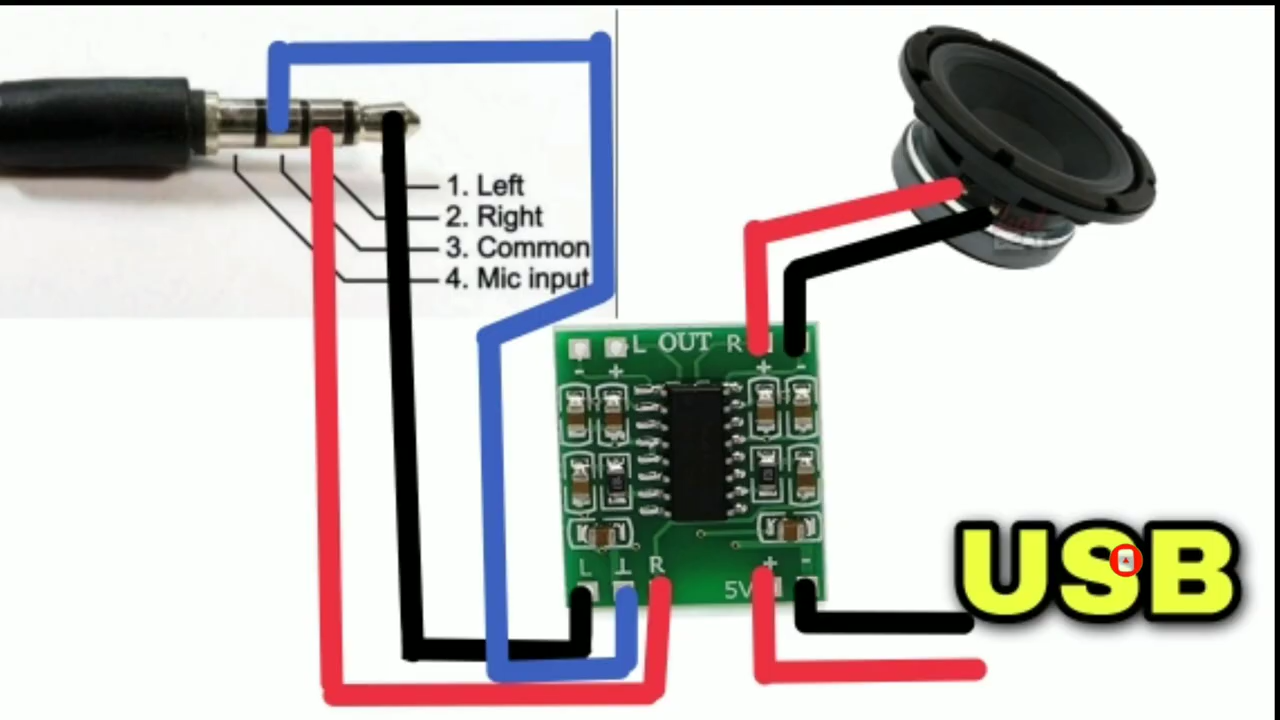 1. Left
2. Right
3. Common
4. Mic input
L OUT R
- +
+ -
L ⊥ R
+ -
5V
USB